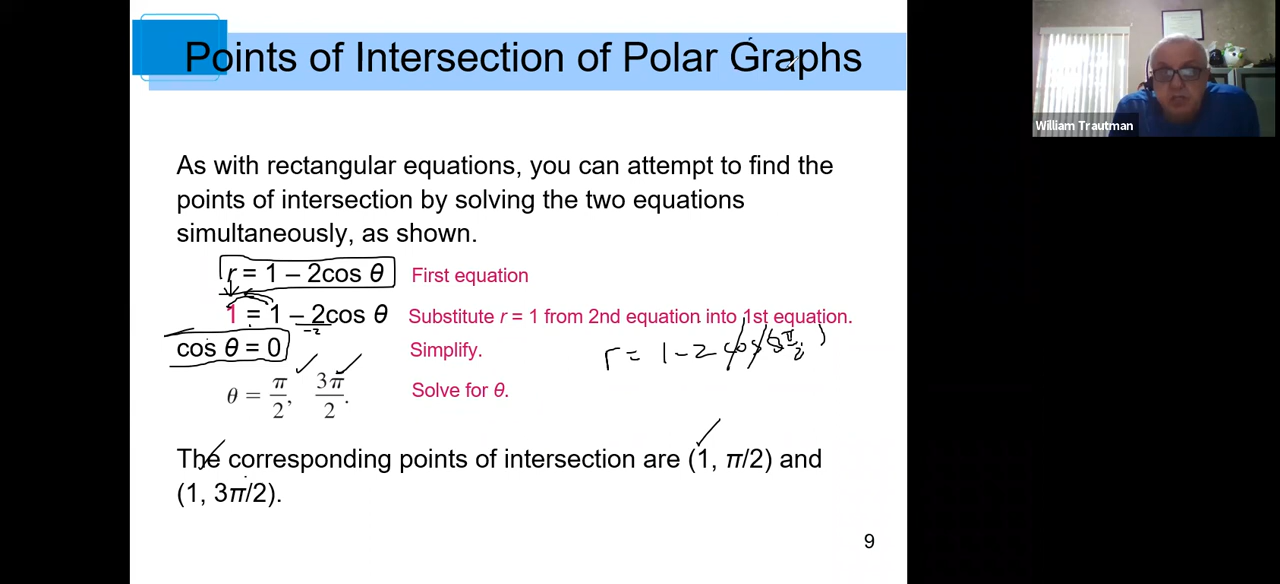 Points of Intersection of Polar Graphs
William Trautman
As with rectangular equations, you can attempt to find the
points of intersection by solving the two equations
simultaneously, as shown.
r = 1 – 2cos θ First equation
1 = 1 – 2cos θ Substitute r = 1 from 2nd equation into 1st equation.
-2
cos θ = 0 Simplify.
r = 1 - 2 cos( π/2 )
θ = π/2, 3π/2. Solve for θ.
The corresponding points of intersection are (1, π/2) and
(1, 3π/2).
9